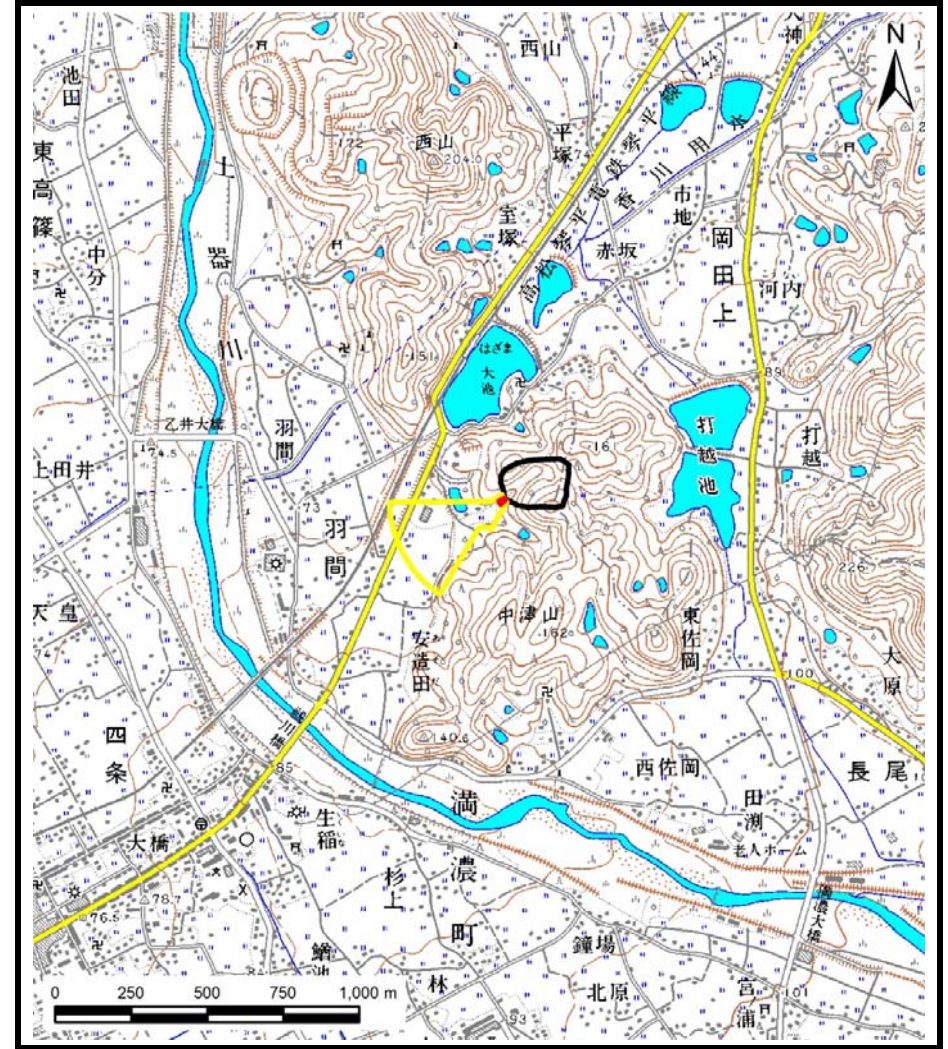 西山
N
池田
東高篠
西山
204.0
172
平塚
土器川
室塚
市地
岡田上
中分
高松琴平電鉄琴平線
香川用水
赤坂
河内
はざま大池
151
89
乙井大橋
羽間
打越池
打越
上田井
74.5
161
73
羽間
226
天皇
74
中津山
162
安造田
東佐岡
大原
100
140.6
四条
85
西佐岡
長尾
満濃町
田渕
老人ホーム
大橋
生稲
杉上
満濃大橋
78.7
76.5
鐘場
林
北原
宮浦
101
93
0 250 500 750 1,000 m